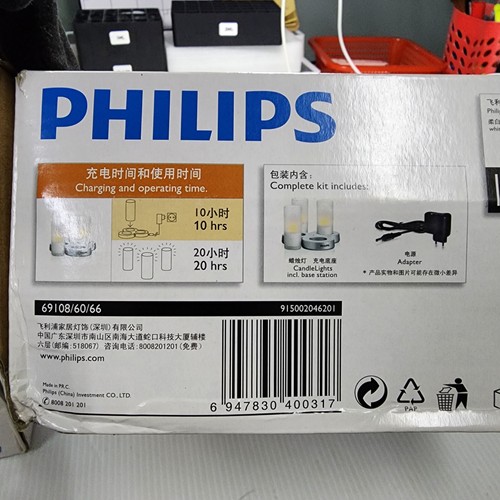 PHILIPS
充电时间和使用时间
Charging and operating time.
10小时
10 hrs
20小时
20 hrs
包装内含:
Complete kit includes:
蜡烛灯 充电底座
CandleLights
incl. base station
电源
Adapter
* 产品实物和图片可能存在微小差异
69108/60/66
915002046201
飞利浦家居灯饰(深圳)有限公司
中国广东深圳市南山区南海大道蛇口科技大厦辅楼
六层(邮编:518067) 咨询电话:8008201201(免费)
www.philips.com
Made in P.R.C.
Philips (China) Investment CO., LTD.
8008 201 201
6 947830 400317
PAP